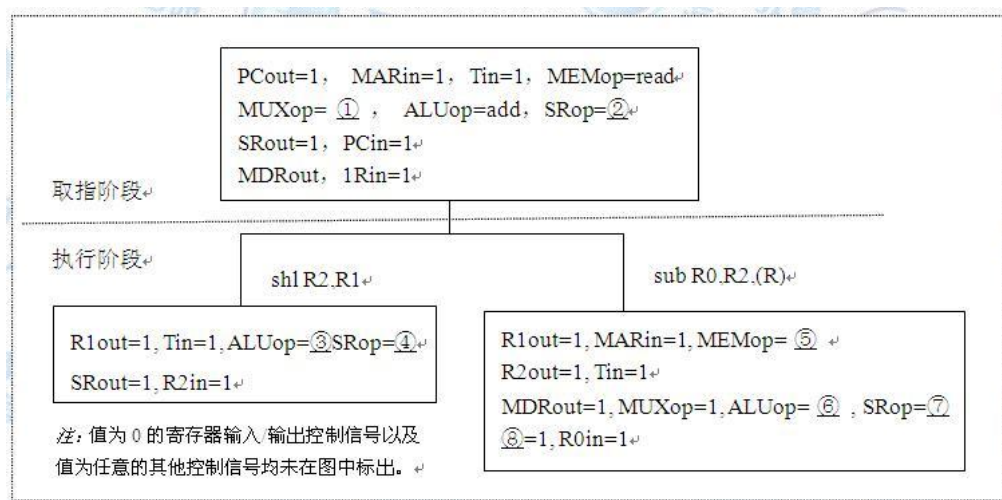 PCout=1, MARin=1, Tin=1, MEMop=read↵
MUXop= ① , ALUop=add, SRop=②↵
SRout=1, PCin=1↵
MDRout, 1Rin=1↵
取指阶段↵
执行阶段↵
shl R2,R1↵
sub R0,R2,(R)↵
R1out=1,Tin=1,ALUop=③SRop=④↵
SRout=1,R2in=1↵
R1out=1,MARin=1,MEMop= ⑤ ↵
R2out=1,Tin=1↵
MDRout=1,MUXop=1,ALUop= ⑥ ,SRop=⑦
⑧=1,R0in=1↵
注:值为 0 的寄存器输入/输出控制信号以及
值为任意的其他控制信号均未在图中标出。↵